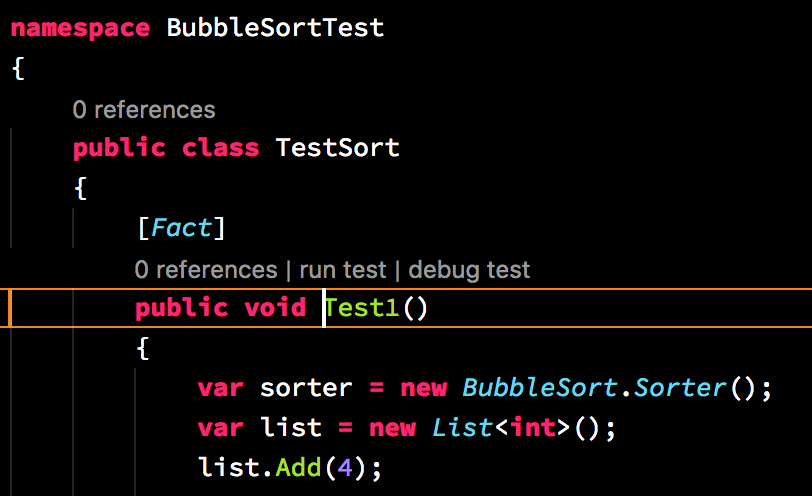 namespace BubbleSortTest
{
0 references
public class TestSort
{
[Fact]
0 references | run test | debug test
public void Test1()
{
var sorter = new BubbleSort.Sorter();
var list = new List<int>();
list.Add(4);